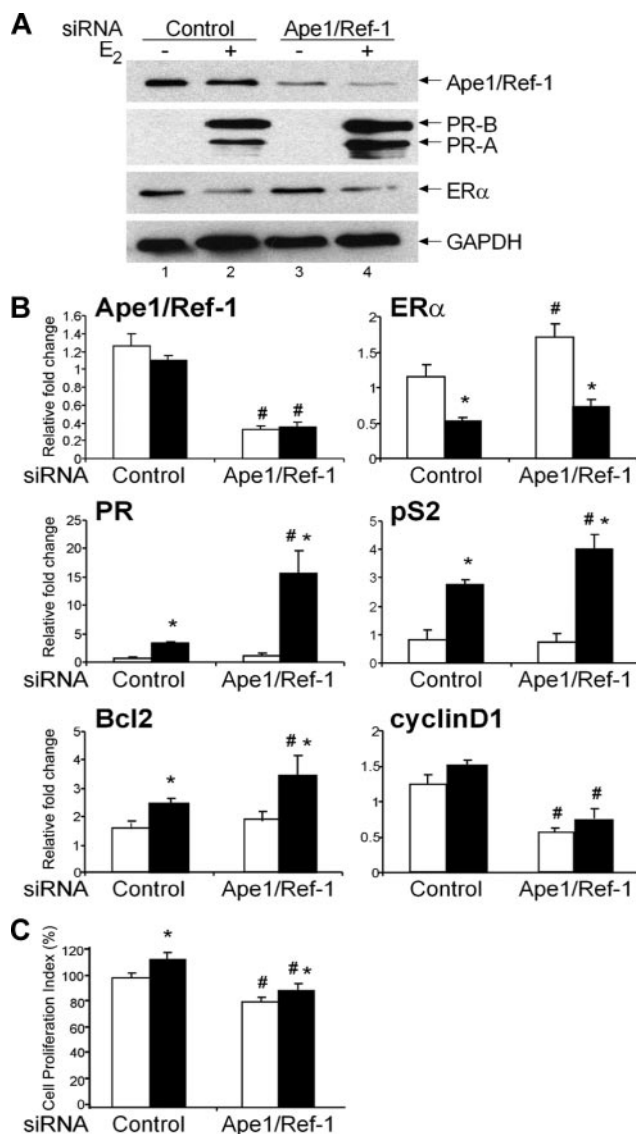 A
siRNA Control Ape1/Ref-1
E2 - + - +
Ape1/Ref-1
PR-B
PR-A
ERα
GAPDH
1 2 3 4
B
Ape1/Ref-1
Relative fold change
1.6
1.4
1.2
1.0
0.8
0.6
0.4
0.2
0
# #
siRNA Control Ape1/Ref-1
ERα
2
1.5
1
0.5
0
* # *
Control Ape1/Ref-1
PR
Relative fold change
25
20
15
10
5
0
* # *
siRNA Control Ape1/Ref-1
pS2
5
4
3
2
1
0
* # *
Control Ape1/Ref-1
Bcl2
Relative fold change
5
4
3
2
1
0
* # *
siRNA Control Ape1/Ref-1
cyclinD1
2
1.5
1
0.5
0
# #
Control Ape1/Ref-1
C
Cell Proliferation Index (%)
120
100
80
60
40
20
0
* # # *
siRNA Control Ape1/Ref-1